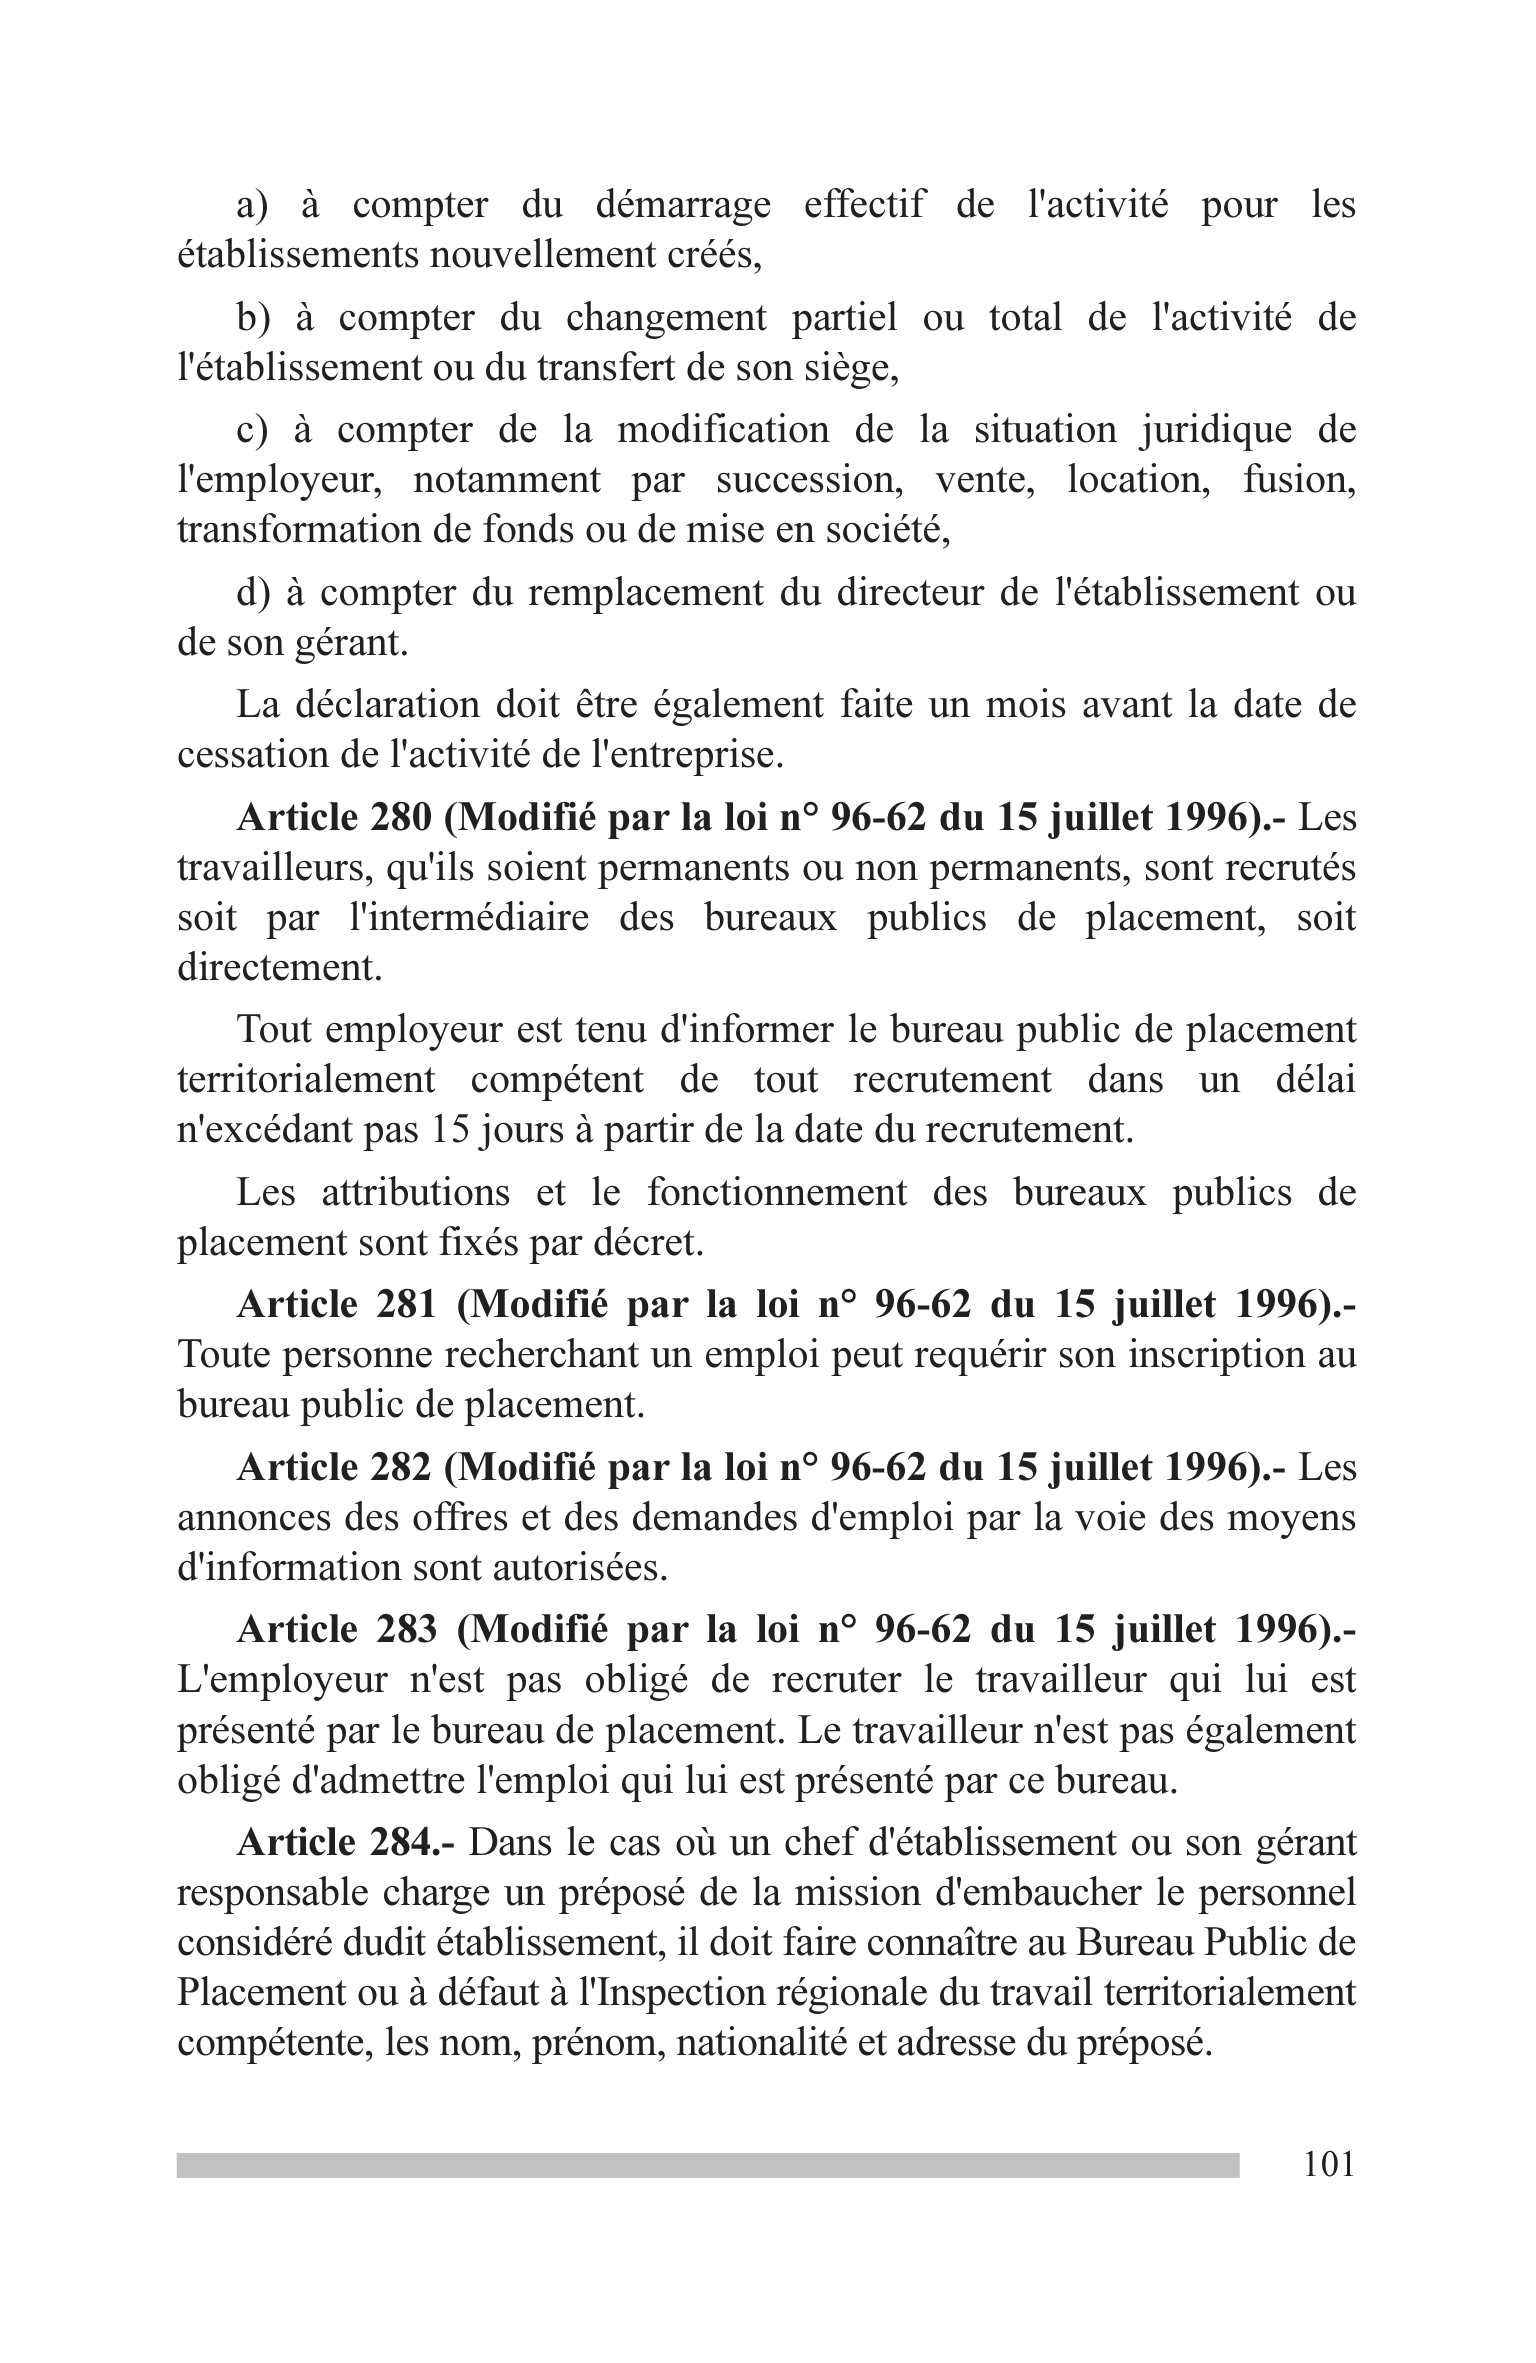 a) à compter du démarrage effectif de l'activité pour les
établissements nouvellement créés,
b) à compter du changement partiel ou total de l'activité de
l'établissement ou du transfert de son siège,
c) à compter de la modification de la situation juridique de
l'employeur, notamment par succession, vente, location, fusion,
transformation de fonds ou de mise en société,
d) à compter du remplacement du directeur de l'établissement ou
de son gérant.
La déclaration doit être également faite un mois avant la date de
cessation de l'activité de l'entreprise.
Article 280 (Modifié par la loi n° 96-62 du 15 juillet 1996).- Les
travailleurs, qu'ils soient permanents ou non permanents, sont recrutés
soit par l'intermédiaire des bureaux publics de placement, soit
directement.
Tout employeur est tenu d'informer le bureau public de placement
territorialement compétent de tout recrutement dans un délai
n'excédant pas 15 jours à partir de la date du recrutement.
Les attributions et le fonctionnement des bureaux publics de
placement sont fixés par décret.
Article 281 (Modifié par la loi n° 96-62 du 15 juillet 1996).-
Toute personne recherchant un emploi peut requérir son inscription au
bureau public de placement.
Article 282 (Modifié par la loi n° 96-62 du 15 juillet 1996).- Les
annonces des offres et des demandes d'emploi par la voie des moyens
d'information sont autorisées.
Article 283 (Modifié par la loi n° 96-62 du 15 juillet 1996).-
L'employeur n'est pas obligé de recruter le travailleur qui lui est
présenté par le bureau de placement. Le travailleur n'est pas également
obligé d'admettre l'emploi qui lui est présenté par ce bureau.
Article 284.- Dans le cas où un chef d'établissement ou son gérant
responsable charge un préposé de la mission d'embaucher le personnel
considéré dudit établissement, il doit faire connaître au Bureau Public de
Placement ou à défaut à l'Inspection régionale du travail territorialement
compétente, les nom, prénom, nationalité et adresse du préposé.
101